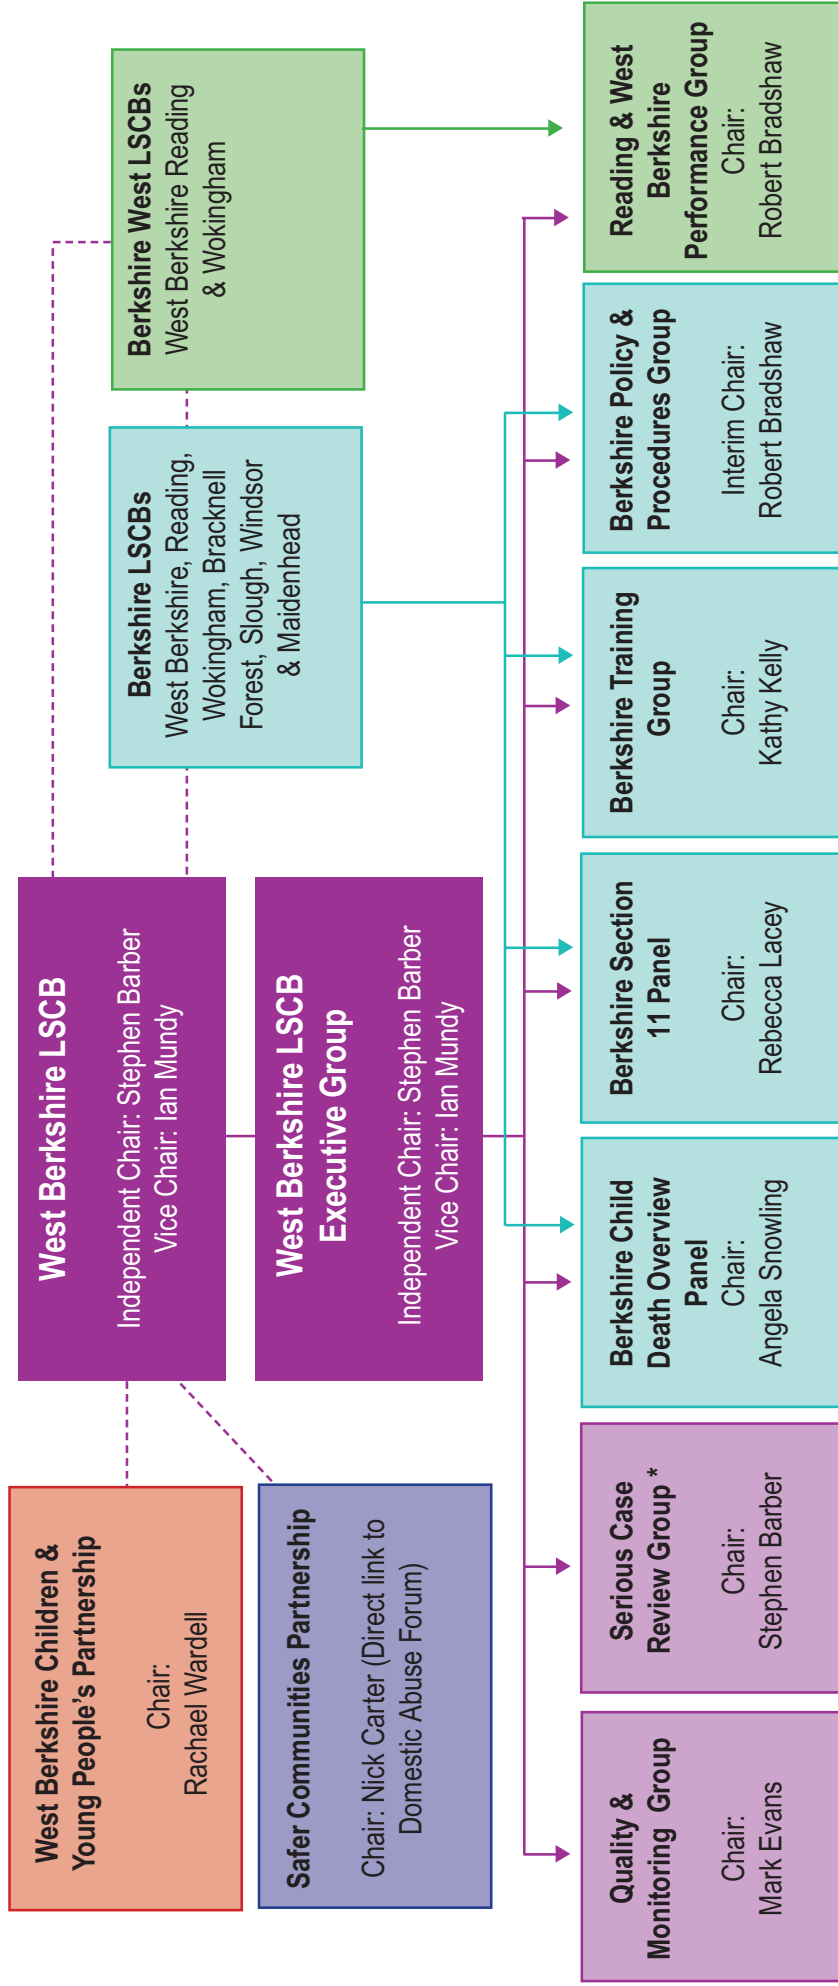 West Berkshire Children &
Young People's Partnership
Chair:
Rachael Wardell
Safer Communities Partnership
Chair: Nick Carter (Direct link to
Domestic Abuse Forum)
West Berkshire LSCB
Independent Chair: Stephen Barber
Vice Chair: Ian Mundy
West Berkshire LSCB
Executive Group
Independent Chair: Stephen Barber
Vice Chair: Ian Mundy
Berkshire LSCBs
West Berkshire, Reading,
Wokingham, Bracknell
Forest, Slough, Windsor
& Maidenhead
Berkshire West LSCBs
West Berkshire Reading
& Wokingham
Quality &
Monitoring Group
Chair:
Mark Evans
Serious Case
Review Group *
Chair:
Stephen Barber
Berkshire Child
Death Overview
Panel
Chair:
Angela Snowling
Berkshire Section
11 Panel
Chair:
Rebecca Lacey
Berkshire Training
Group
Chair:
Kathy Kelly
Berkshire Policy &
Procedures Group
Interim Chair:
Robert Bradshaw
Reading & West
Berkshire
Performance Group
Chair:
Robert Bradshaw